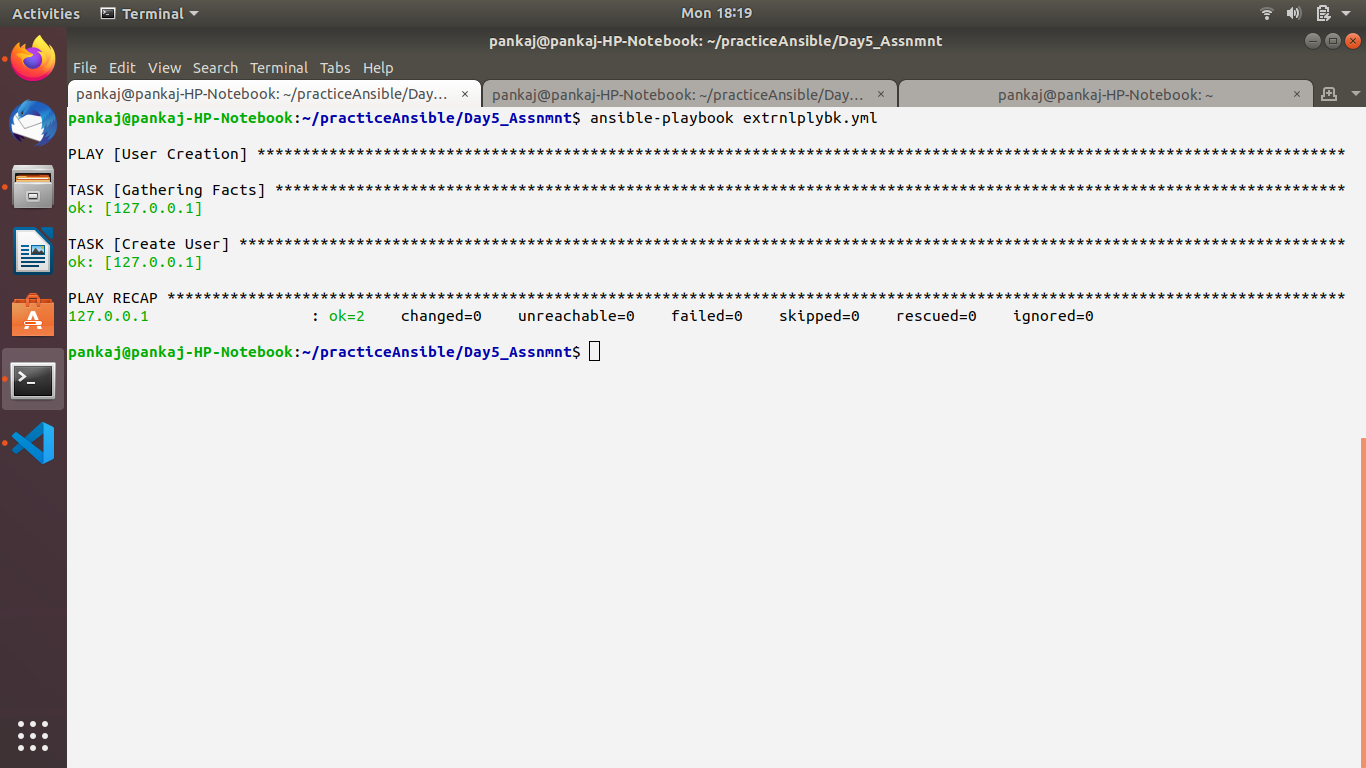 Activities Terminal Mon 18:19
pankaj@pankaj-HP-Notebook: ~/practiceAnsible/Day5_Assnmnt
File Edit View Search Terminal Tabs Help
pankaj@pankaj-HP-Notebook: ~/practiceAnsible/Day... × pankaj@pankaj-HP-Notebook: ~/practiceAnsible/Day... × pankaj@pankaj-HP-Notebook: ~ ×
pankaj@pankaj-HP-Notebook:~/practiceAnsible/Day5_Assnmnt$ ansible-playbook extrnlplybk.yml
PLAY [User Creation] *************************************************************************************************************************
TASK [Gathering Facts] ***********************************************************************************************************************
ok: [127.0.0.1]
TASK [Create User] ***************************************************************************************************************************
ok: [127.0.0.1]
PLAY RECAP ***********************************************************************************************************************************
127.0.0.1                  : ok=2    changed=0    unreachable=0    failed=0    skipped=0    rescued=0    ignored=0
pankaj@pankaj-HP-Notebook:~/practiceAnsible/Day5_Assnmnt$